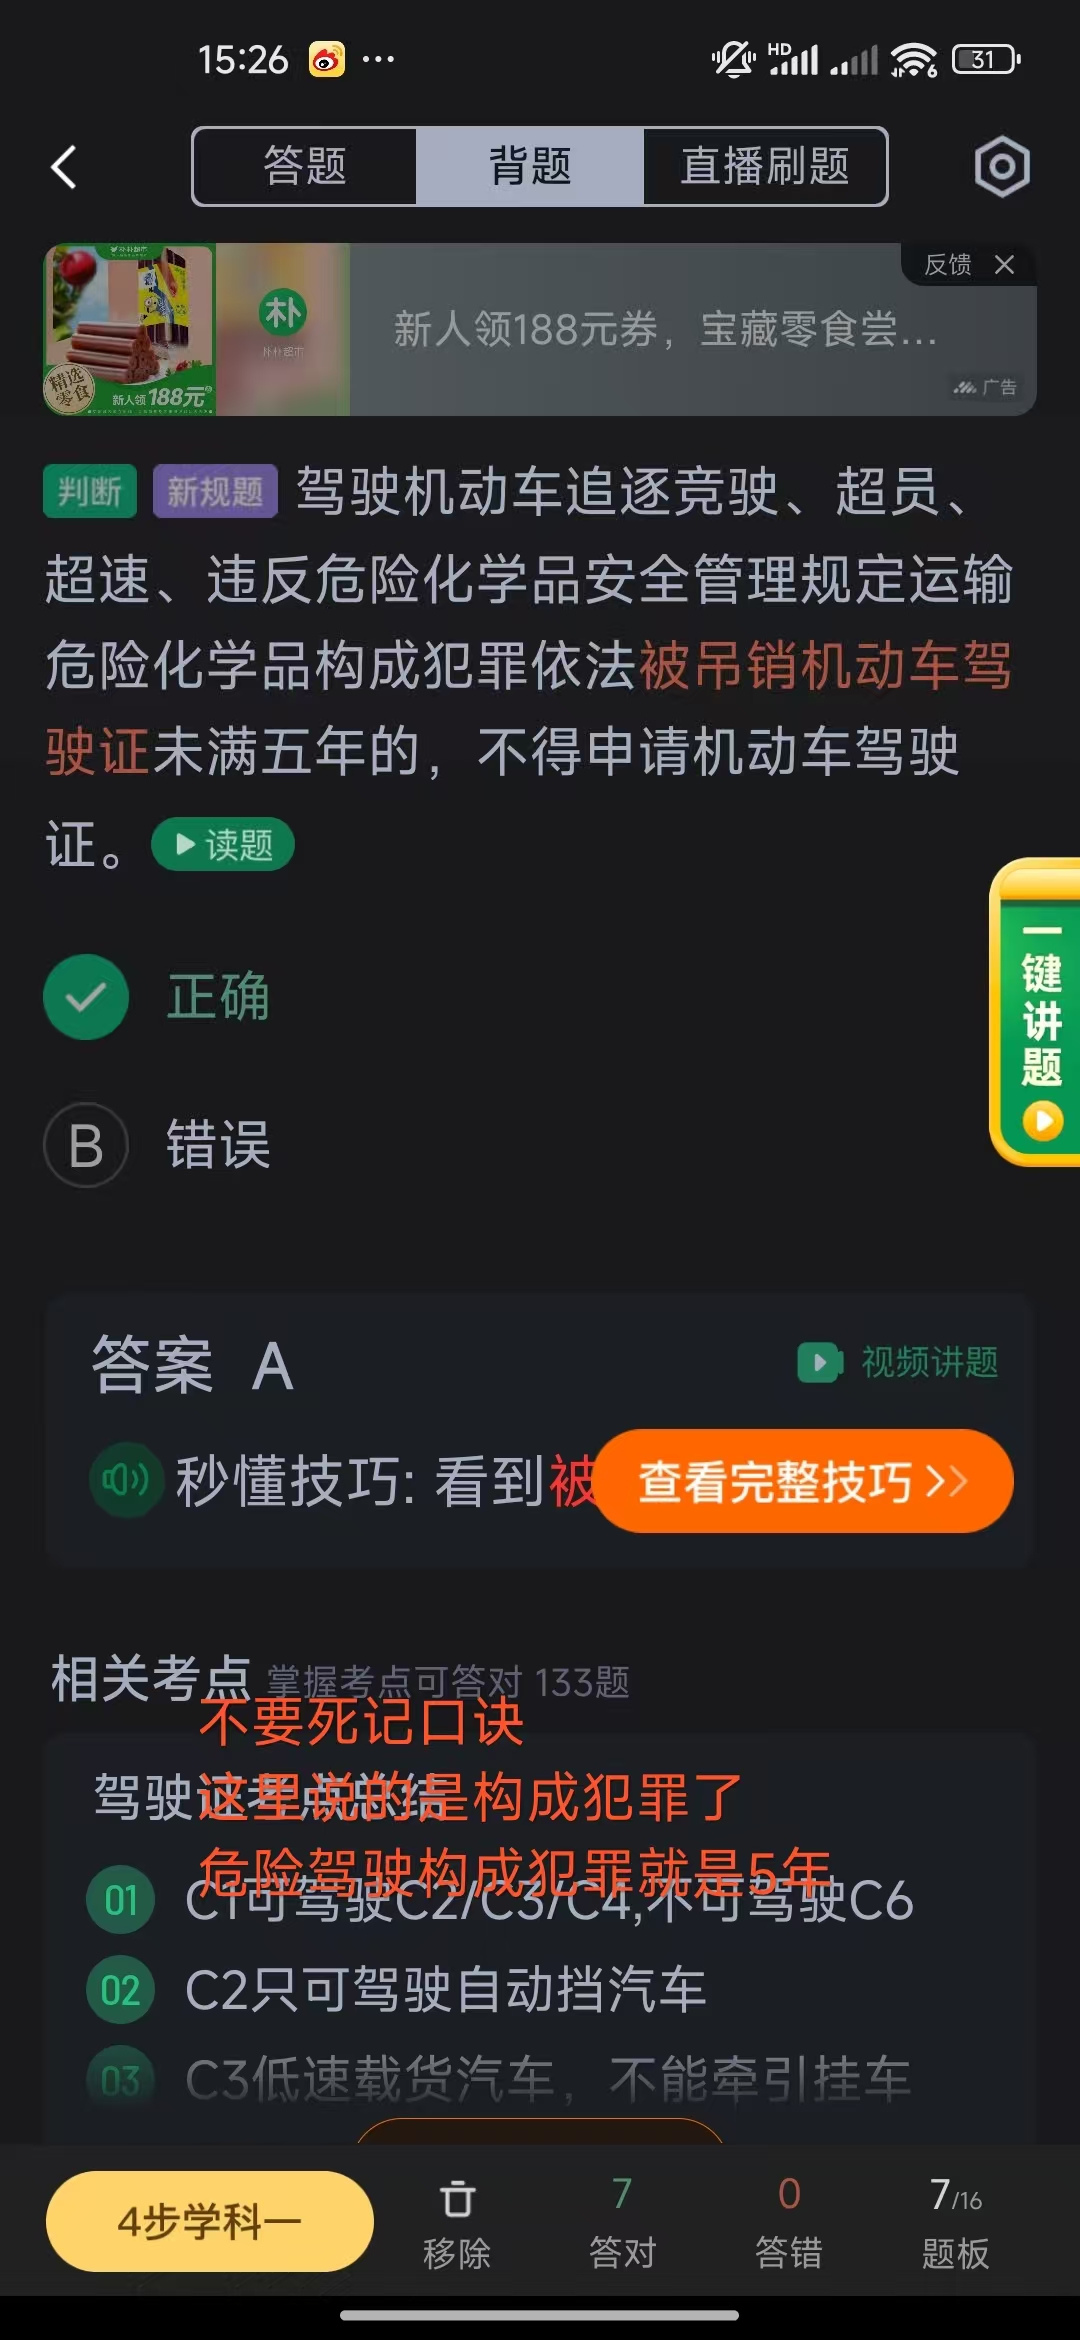 15:26
HD
6
31
答题
背题
直播刷题
朴朴超市
精选
零食
新人领188元
朴
朴朴超市
新人领188元券，宝藏零食尝...
反馈
广告
判断 新规题 驾驶机动车追逐竞驶、超员、
超速、违反危险化学品安全管理规定运输
危险化学品构成犯罪依法被吊销机动车驾
驶证未满五年的，不得申请机动车驾驶
证。 读题
一键讲题
正确
B 错误
答案 A
视频讲题
秒懂技巧: 看到被
查看完整技巧
相关考点 掌握考点可答对 133题
不要死记口诀
驾驶证考点总结
这里说的是构成犯罪了
危险驾驶构成犯罪就是5年
01 C1可驾驶C2/C3/C4,不可驾驶C6
02 C2只可驾驶自动挡汽车
03 C3低速载货汽车，不能牵引挂车
4步学科一
移除
7
答对
0
答错
7/16
题板